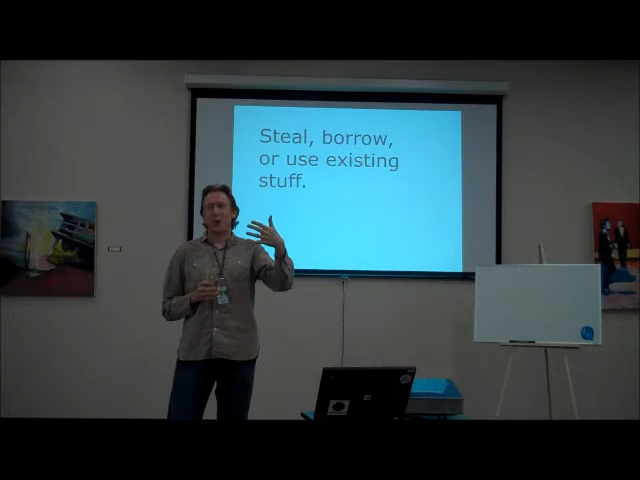 Steal, borrow,
or use existing
stuff.